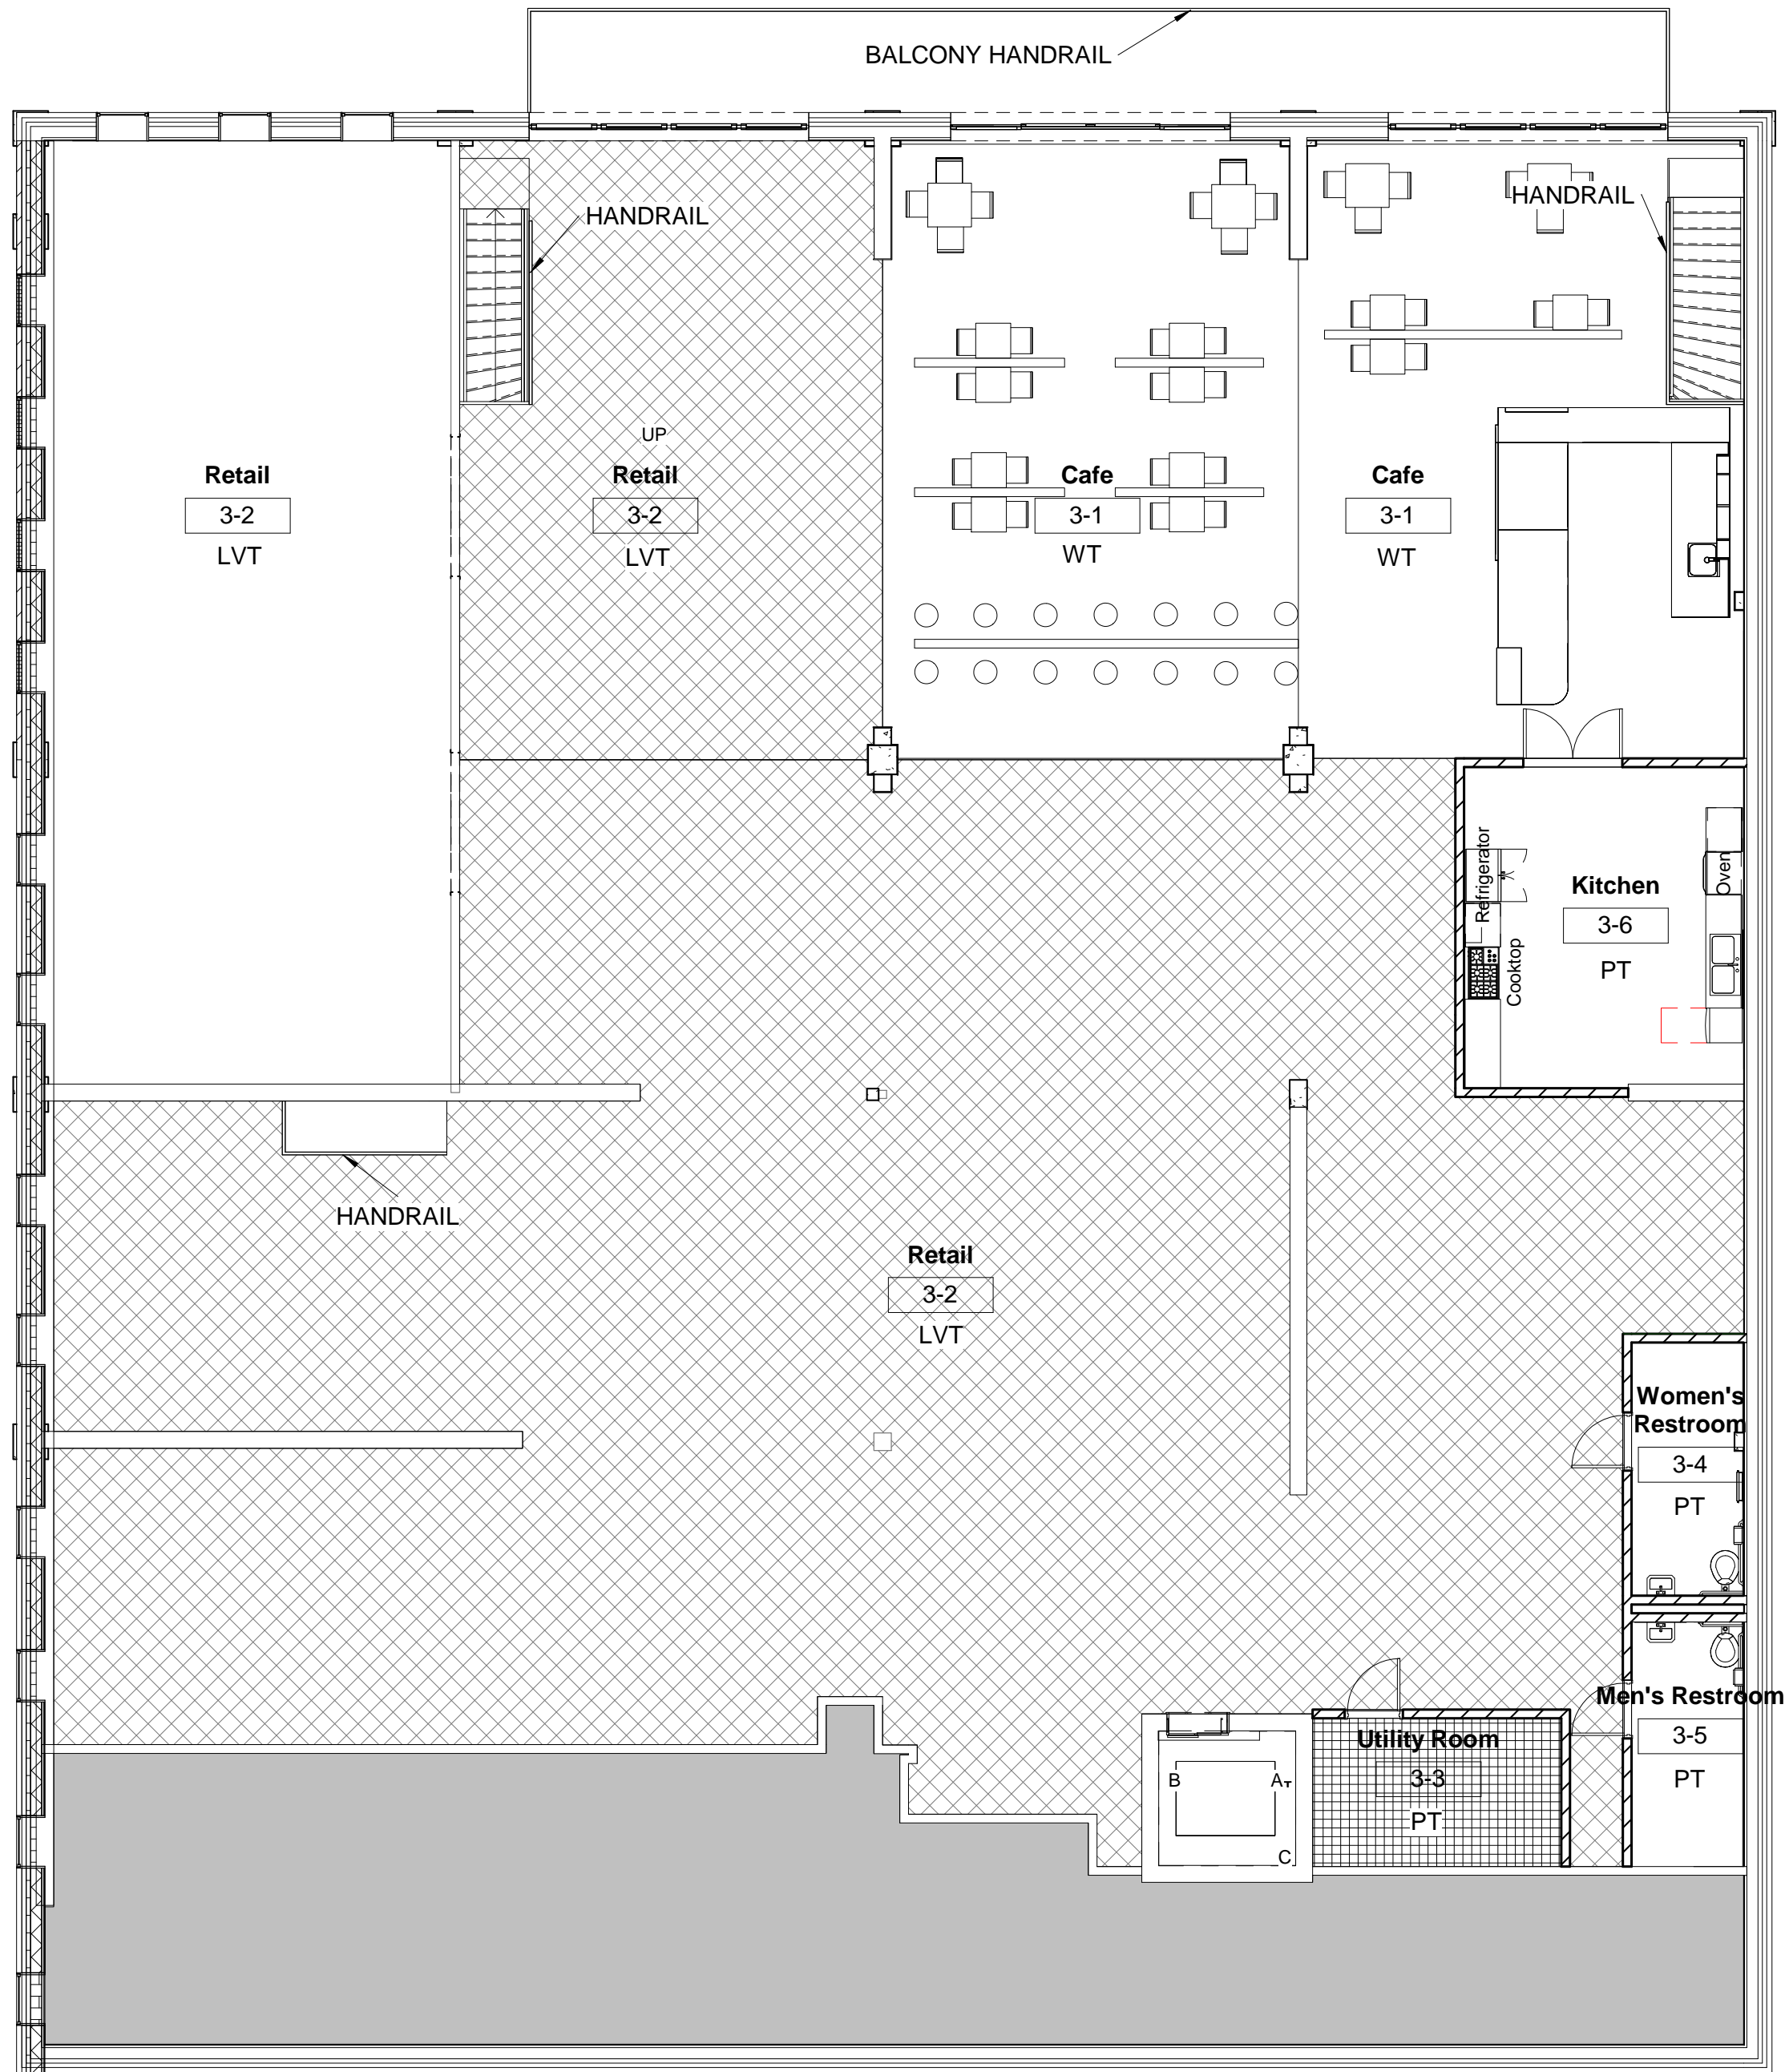 BALCONY HANDRAIL
HANDRAIL
HANDRAIL
UP
Retail
3-2
LVT
Retail
3-2
LVT
Cafe
3-1
WT
Cafe
3-1
WT
Refrigerator
Cooktop
Oven
Kitchen
3-6
PT
HANDRAIL
Retail
3-2
LVT
Women's
Restroom
3-4
PT
Men's Restroom
3-5
PT
Utility Room
3-3
PT
B
A
C